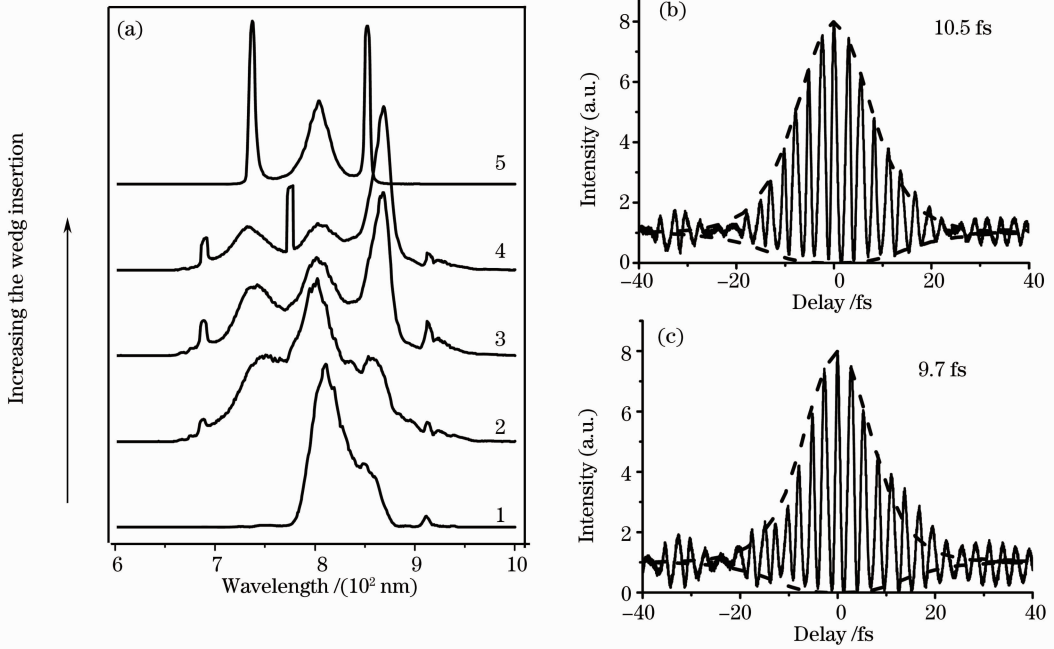 (a)
Increasing the wedg insertion
5
4
3
2
1
6 7 8 9 10
Wavelength /(10² nm)
(b)
10.5 fs
Intensity (a.u.)
8
6
4
2
0
−40 −20 0 20 40
Delay /fs
(c)
9.7 fs
Intensity (a.u.)
8
6
4
2
0
−40 −20 0 20 40
Delay /fs